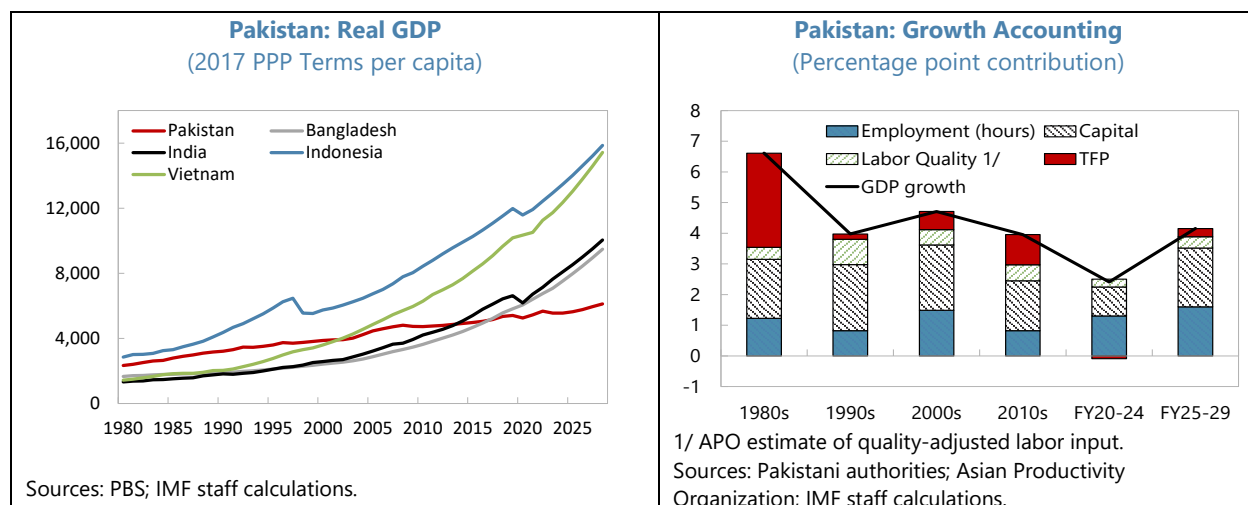 Pakistan: Real GDP
(2017 PPP Terms per capita)
Pakistan
Bangladesh
India
Indonesia
Vietnam
16,000
12,000
8,000
4,000
0
1980 1985 1990 1995 2000 2005 2010 2015 2020 2025
Sources: PBS; IMF staff calculations.
Pakistan: Growth Accounting
(Percentage point contribution)
8
7
6
5
4
3
2
1
0
-1
Employment (hours)
Capital
Labor Quality 1/
TFP
GDP growth
1980s 1990s 2000s 2010s FY20-24 FY25-29
1/ APO estimate of quality-adjusted labor input.
Sources: Pakistani authorities; Asian Productivity
Organization; IMF staff calculations.